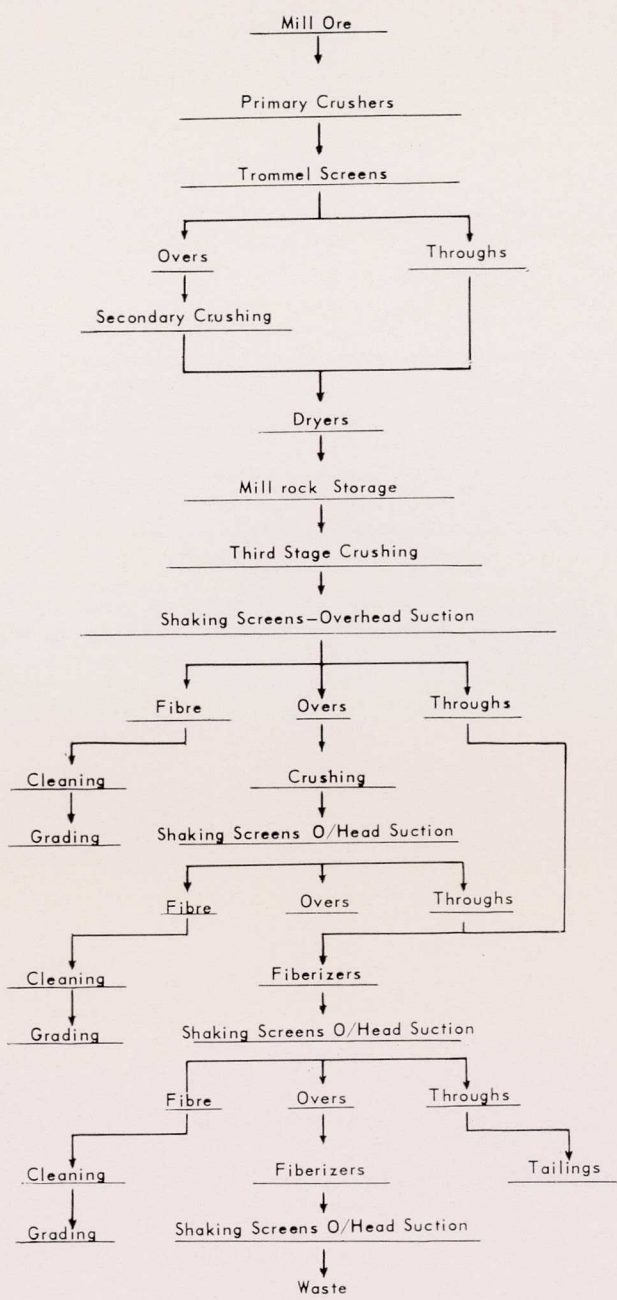 Mill Ore
Primary Crushers
Trommel Screens
Overs Throughs
Secondary Crushing
Dryers
Mill rock Storage
Third Stage Crushing
Shaking Screens–Overhead Suction
Fibre Overs Throughs
Cleaning Crushing
Grading Shaking Screens O/Head Suction
Fibre Overs Throughs
Cleaning Fiberizers
Grading Shaking Screens O/Head Suction
Fibre Overs Throughs
Cleaning Fiberizers Tailings
Grading Shaking Screens O/Head Suction
Waste